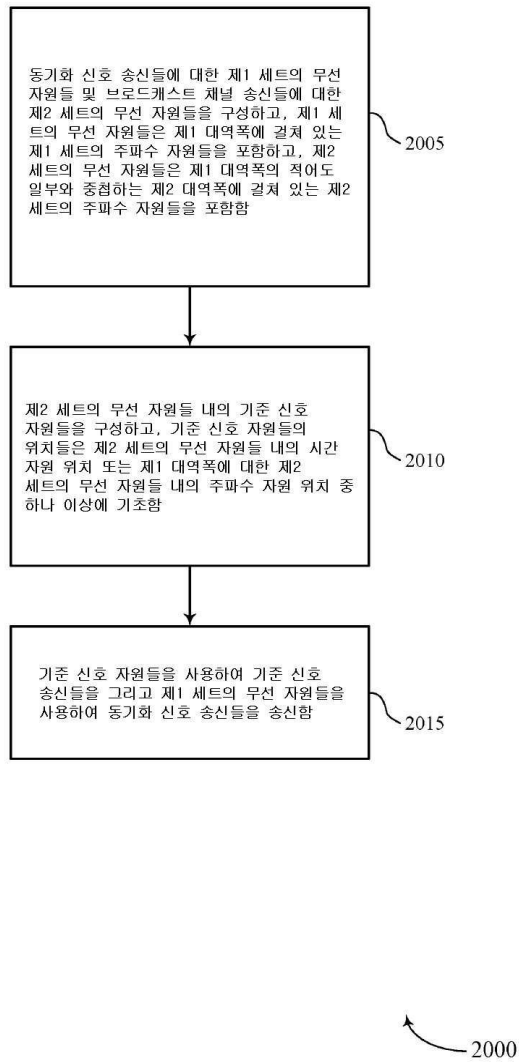 동기화 신호 송신들에 대한 제1 세트의 무선
자원들 및 브로드캐스트 채널 송신들에 대한
제2 세트의 무선 자원들을 구성하고, 제1 세
트의 무선 자원들은 제1 대역폭에 걸쳐 있는
제1 세트의 주파수 자원들을 포함하고, 제2
세트의 무선 자원들은 제1 대역폭의 적어도
일부와 중첩하는 제2 대역폭에 걸쳐 있는 제2
세트의 주파수 자원들을 포함함
2005
제2 세트의 무선 자원들 내의 기준 신호
자원들을 구성하고, 기준 신호 자원들의
위치들은 제2 세트의 무선 자원들 내의 시간
자원 위치 또는 제1 대역폭에 대한 제2
세트의 무선 자원들 내의 주파수 자원 위치 중
하나 이상에 기초함
2010
기준 신호 자원들을 사용하여 기준 신호
송신들을 그리고 제1 세트의 무선 자원들을
사용하여 동기화 신호 송신들을 송신함
2015
2000